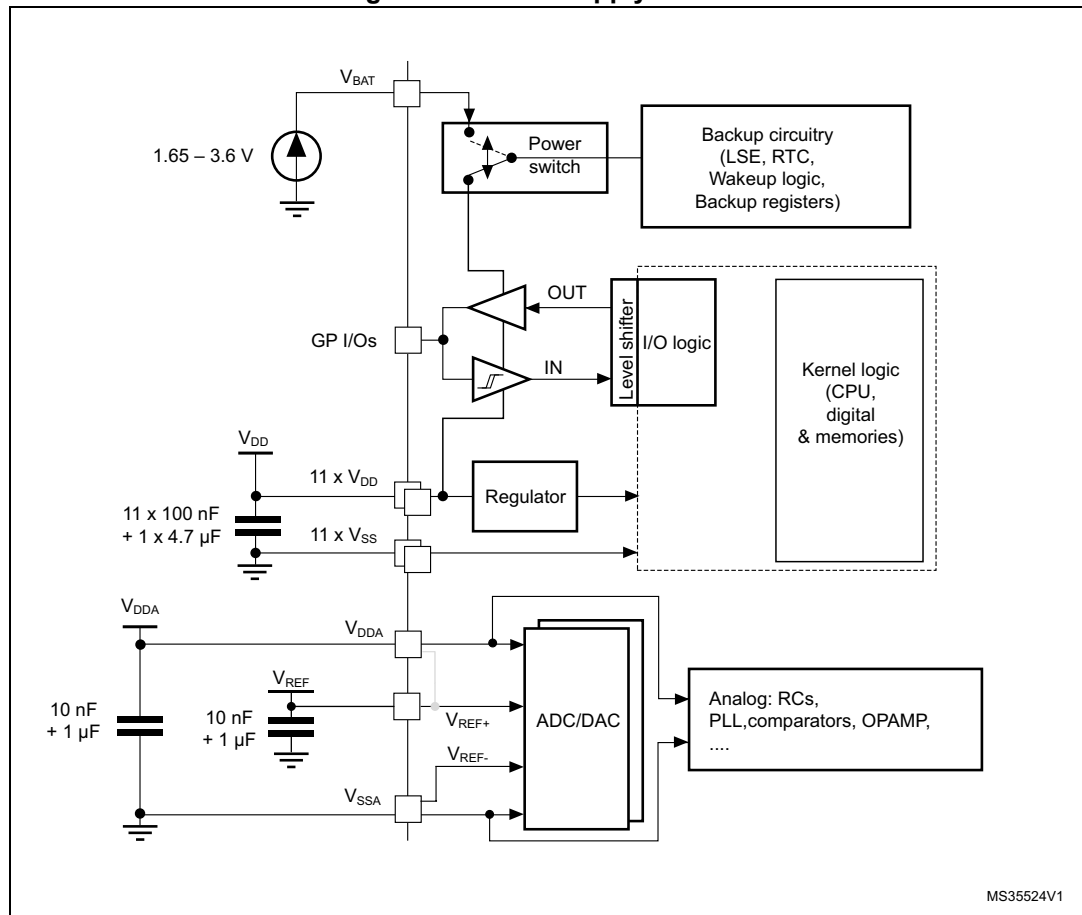 VBAT
1.65 – 3.6 V
Power
switch
Backup circuitry
(LSE, RTC,
Wakeup logic,
Backup registers)
OUT
GP I/Os
IN
Level shifter
I/O logic
Kernel logic
(CPU,
digital
& memories)
VDD
11 x VDD
Regulator
11 x 100 nF
+ 1 x 4.7 µF
11 x VSS
VDDA
VDDA
VREF
10 nF
+ 1 µF
10 nF
+ 1 µF
VREF+
ADC/DAC
Analog: RCs,
PLL,comparators, OPAMP,
....
VREF-
VSSA
MS35524V1